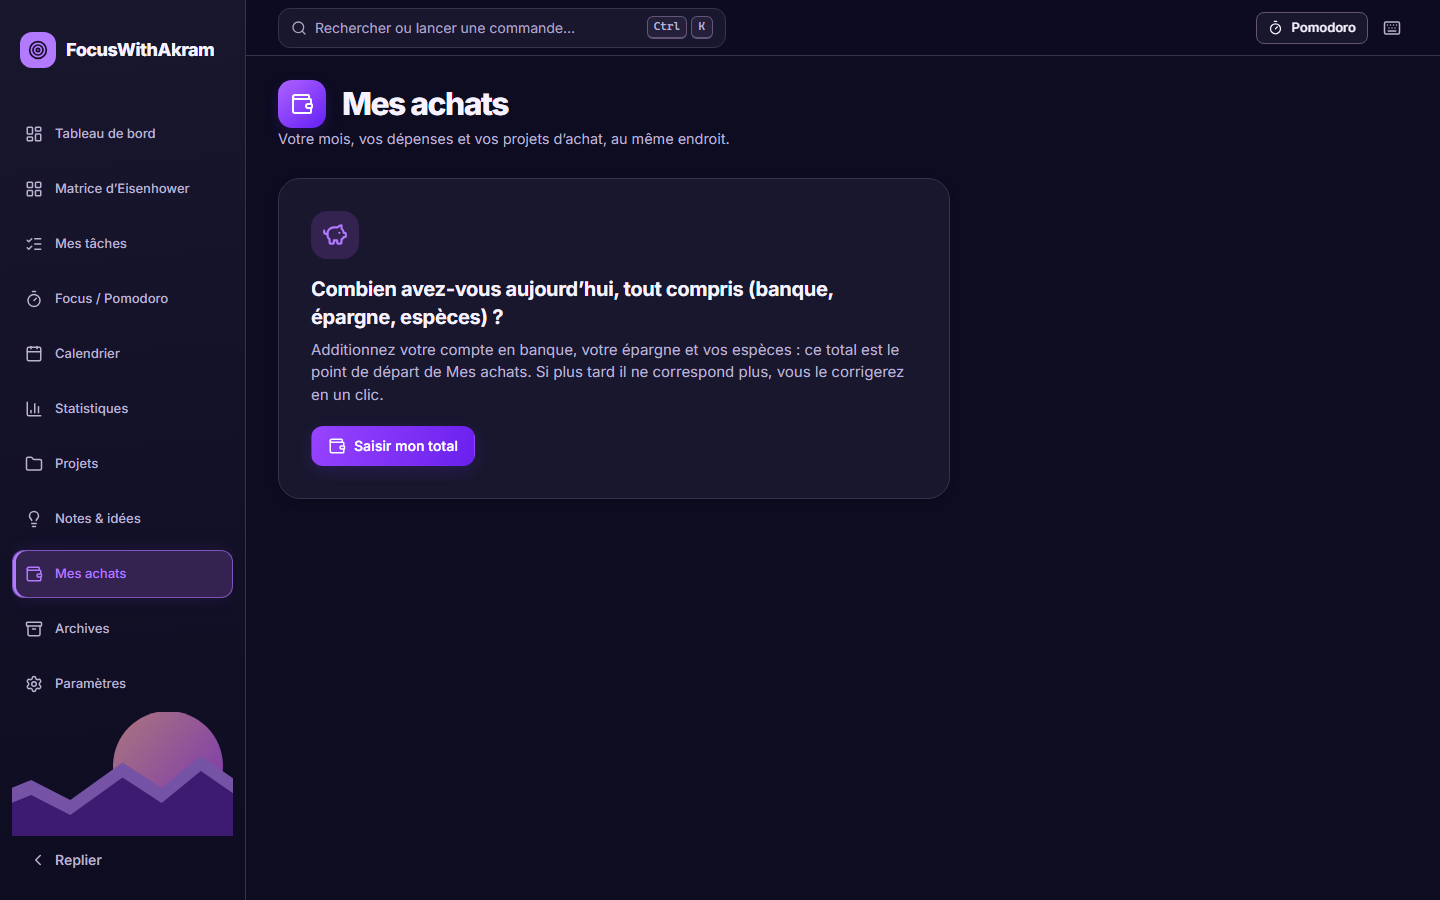 FocusWithAkram
Rechercher ou lancer une commande...
Ctrl K
Pomodoro
Tableau de bord
Matrice d’Eisenhower
Mes tâches
Focus / Pomodoro
Calendrier
Statistiques
Projets
Notes & idées
Mes achats
Archives
Paramètres
Replier
Mes achats
Votre mois, vos dépenses et vos projets d’achat, au même endroit.
Combien avez-vous aujourd’hui, tout compris (banque,
épargne, espèces) ?
Additionnez votre compte en banque, votre épargne et vos espèces : ce total est le
point de départ de Mes achats. Si plus tard il ne correspond plus, vous le corrigerez
en un clic.
Saisir mon total